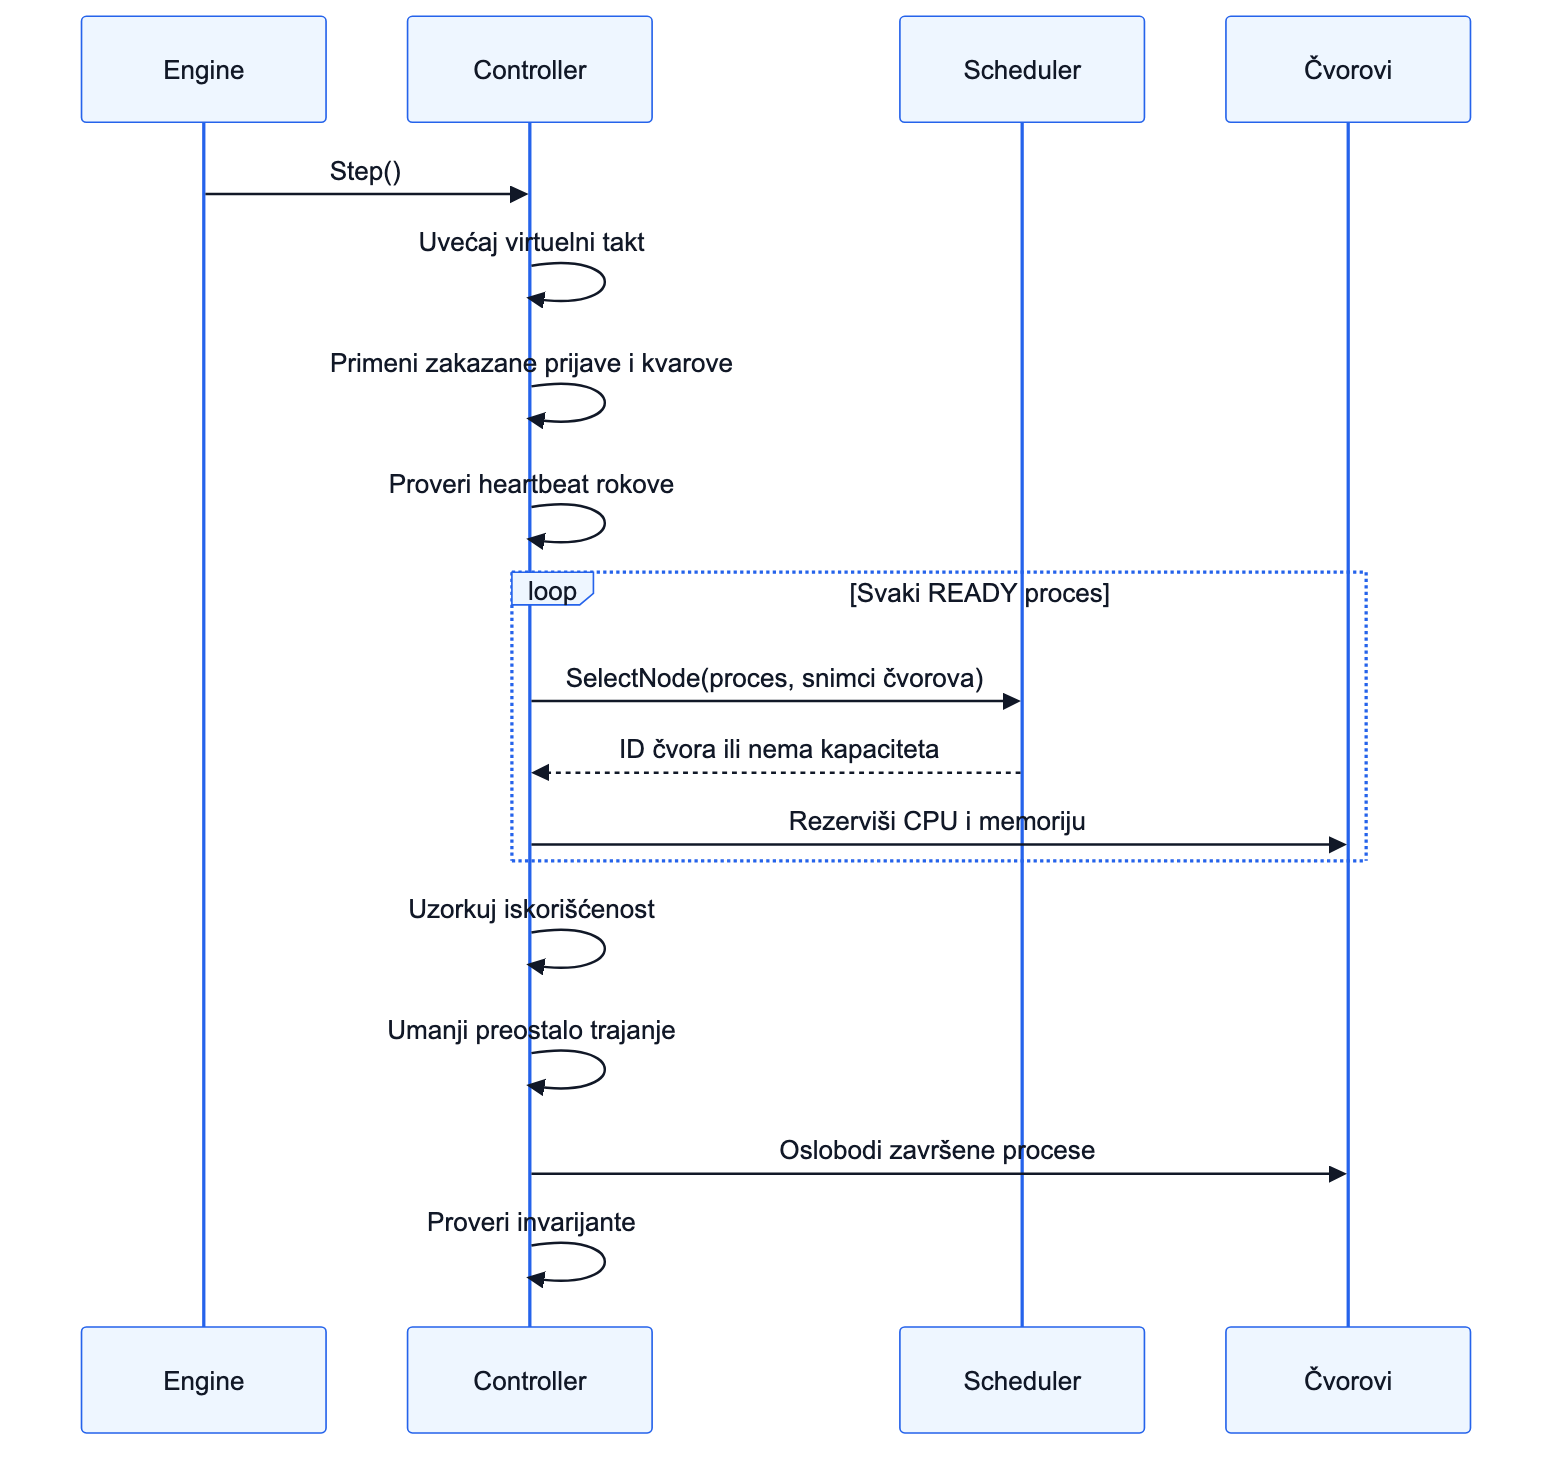 Engine
Controller
Scheduler
Čvorovi
Step()
Uvećaj virtuelni takt
Primeni zakazane prijave i kvarove
Proveri heartbeat rokove
loop
[Svaki READY proces]
SelectNode(proces, snimci čvorova)
ID čvora ili nema kapaciteta
Rezerviši CPU i memoriju
Uzorkuj iskorišćenost
Umanji preostalo trajanje
Oslobodi završene procese
Proveri invarijante
Engine
Controller
Scheduler
Čvorovi